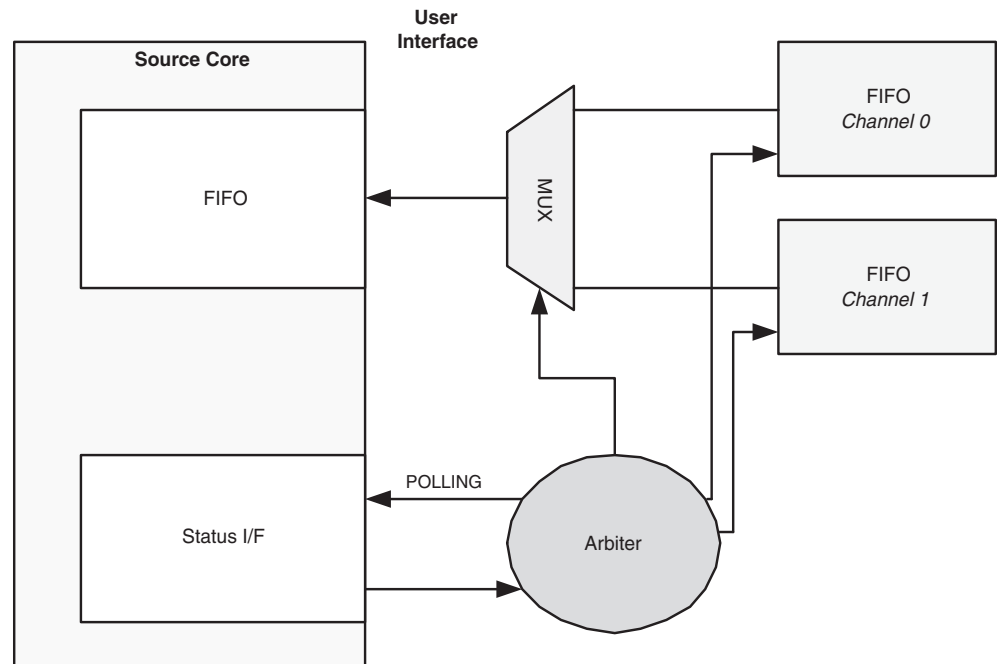 User
Interface
Source Core
FIFO
Channel 0
FIFO
MUX
FIFO
Channel 1
POLLING
Status I/F
Arbiter